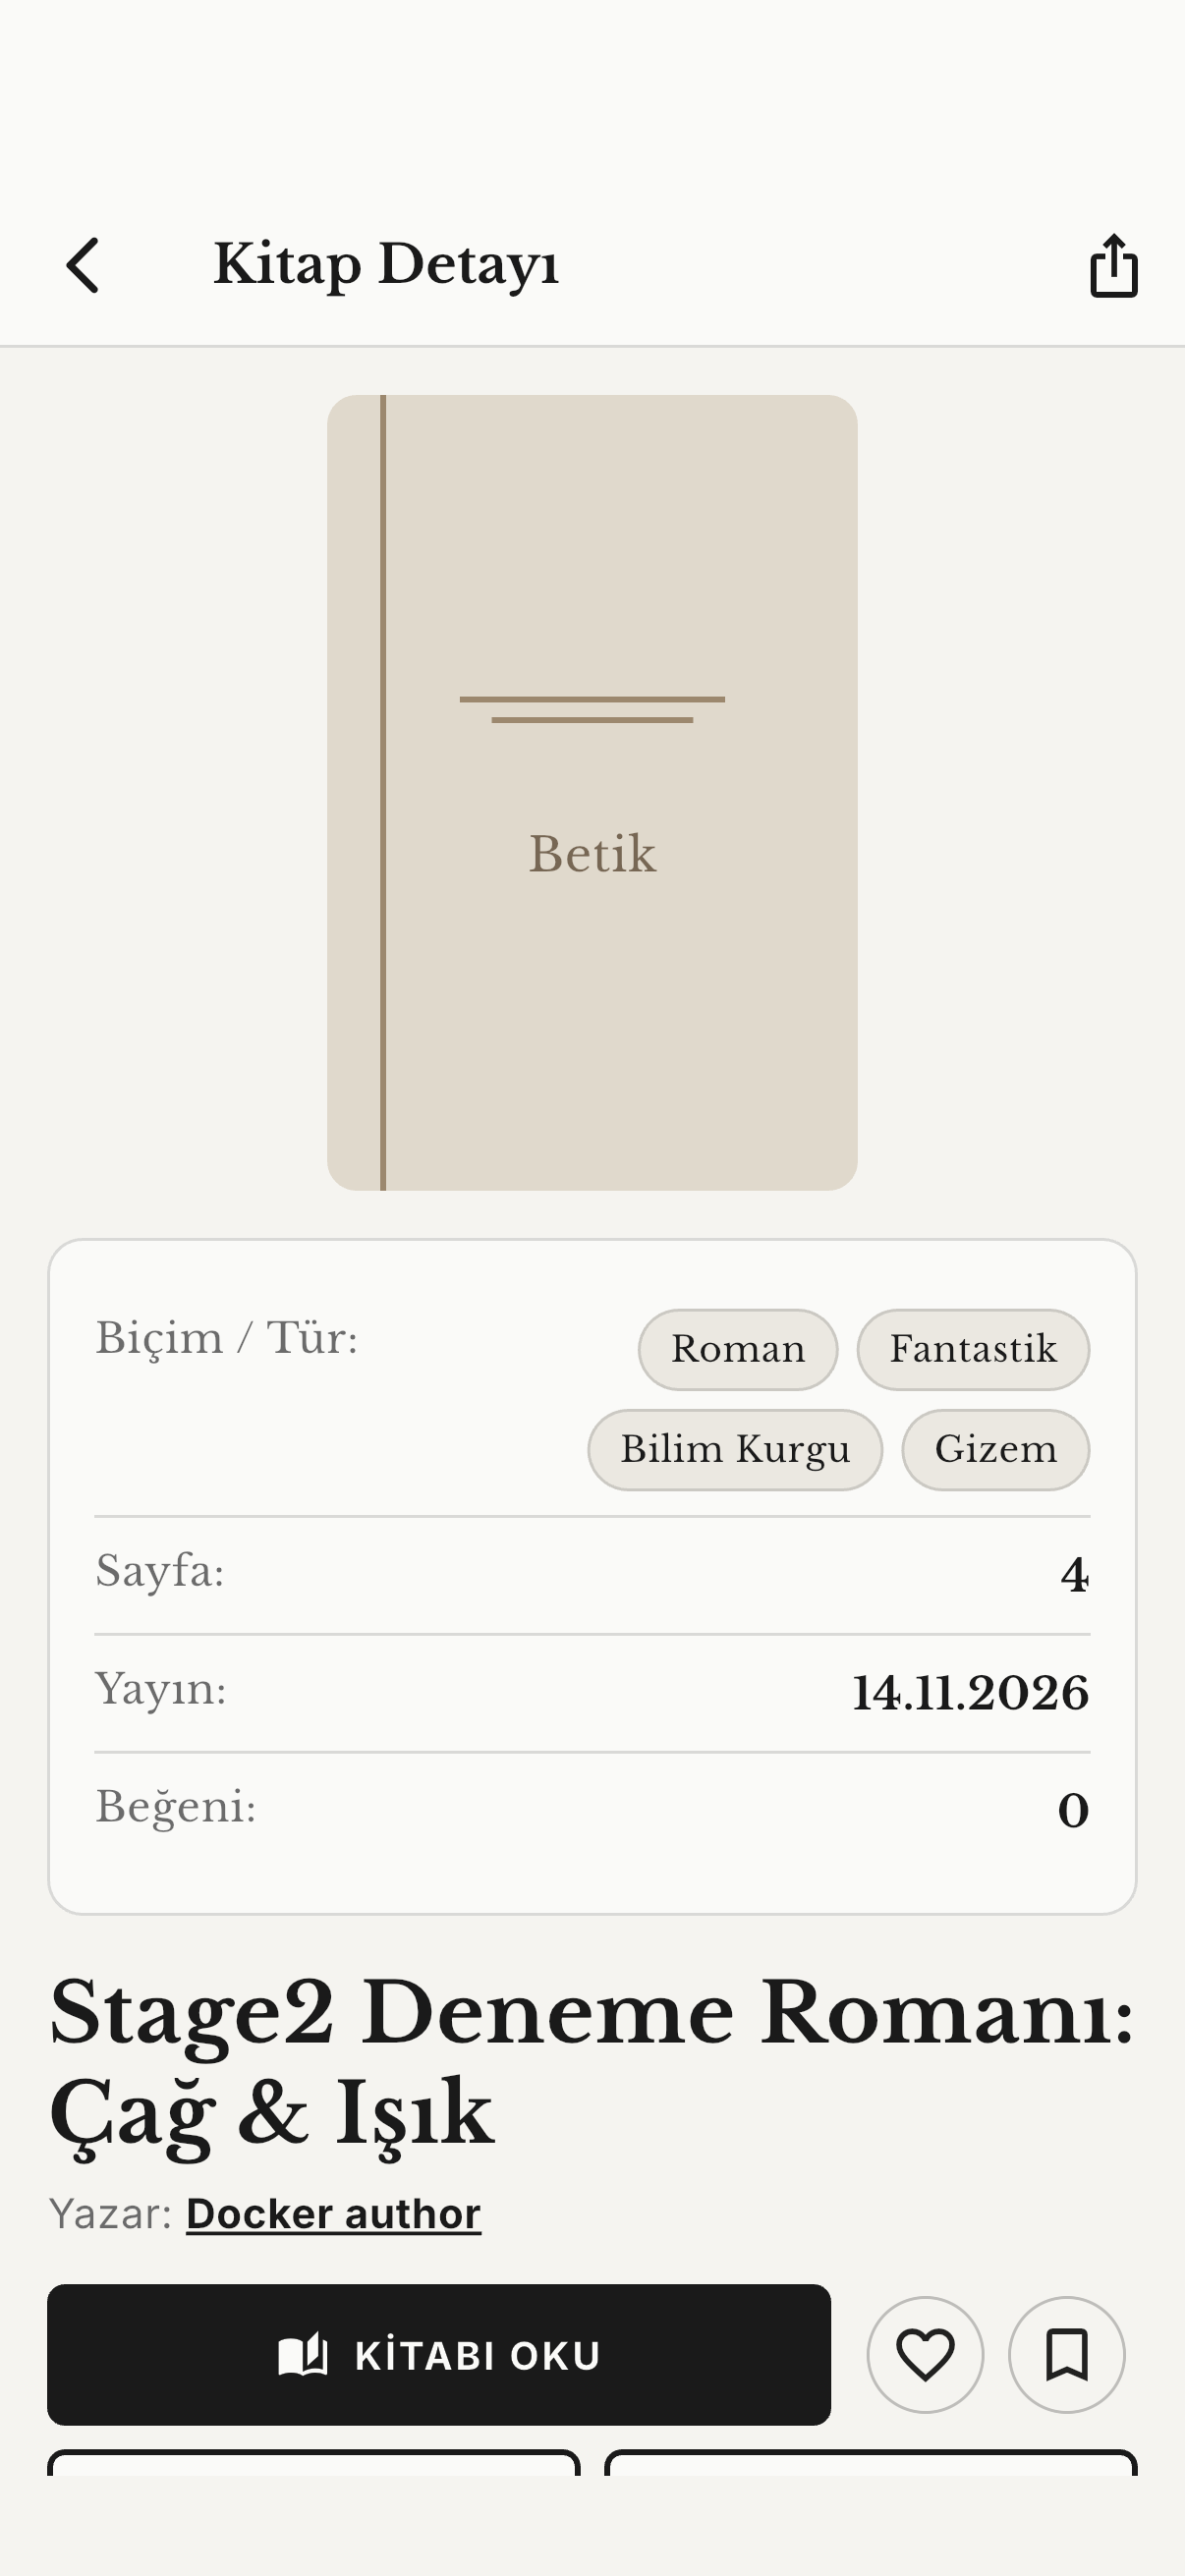 Kitap Detayı
Betik
Biçim / Tür:
Roman
Fantastik
Bilim Kurgu
Gizem
Sayfa:
4
Yayın:
14.11.2026
Beğeni:
0
Stage2 Deneme Romanı:
Çağ & Işık
Yazar: Docker author
KİTABI OKU